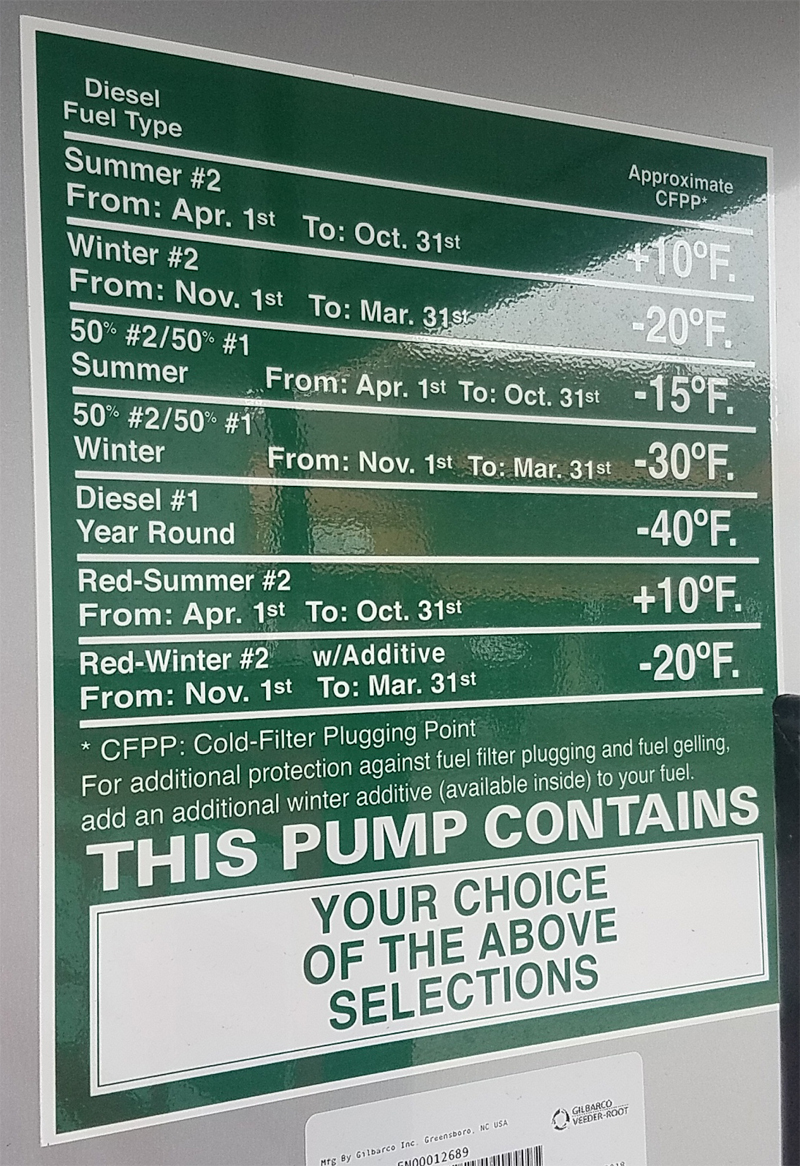 Diesel
Fuel Type
Approximate
CFPP*
Summer #2
From: Apr. 1st To: Oct. 31st
+10°F.
Winter #2
From: Nov. 1st To: Mar. 31st
-20°F.
50% #2/50% #1
Summer From: Apr. 1st To: Oct. 31st -15°F.
50% #2/50% #1
Winter From: Nov. 1st To: Mar. 31st -30°F.
Diesel #1
Year Round
-40°F.
Red-Summer #2
From: Apr. 1st To: Oct. 31st
+10°F.
Red-Winter #2 w/Additive
From: Nov. 1st To: Mar. 31st
-20°F.
* CFPP: Cold-Filter Plugging Point
For additional protection against fuel filter plugging and fuel gelling,
add an additional winter additive (available inside) to your fuel.
THIS PUMP CONTAINS
YOUR CHOICE
OF THE ABOVE
SELECTIONS
GILBARCO
VEEDER-ROOT
Mfg By Gilbarco Inc. Greensboro, NC USA
EN00012689